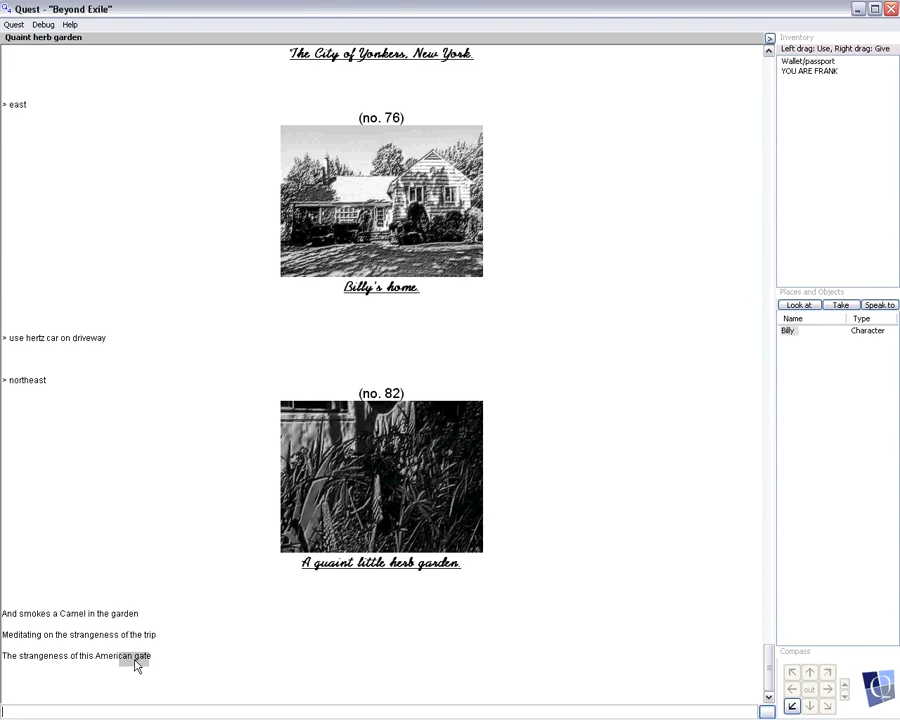 Quest - "Beyond Exile"
Quest Debug Help
Quaint herb garden
The City of Yonkers, New York.
> east
(no. 76)
Billy's home.
> use hertz car on driveway
> northeast
(no. 82)
A quaint little herb garden.
And smokes a Camel in the garden
Meditating on the strangeness of the trip
The strangeness of this American gate
>
Inventory
Left drag: Use, Right drag: Give
Wallet/passport
YOU ARE FRANK
Places and Objects
Look at Take Speak to
Name Type
Billy Character
Compass
out